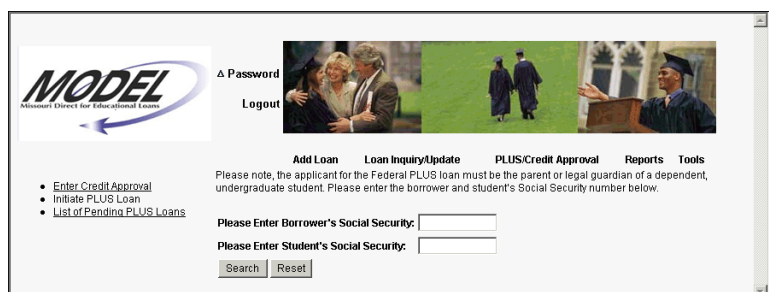 MODEL
Missouri Direct for Educational Loans
Δ Password
Logout
Add Loan Loan Inquiry/Update PLUS/Credit Approval Reports Tools
Enter Credit Approval
Initiate PLUS Loan
List of Pending PLUS Loans
Please note, the applicant for the Federal PLUS loan must be the parent or legal guardian of a dependent,
undergraduate student. Please enter the borrower and student's Social Security number below.
Please Enter Borrower's Social Security:
Please Enter Student's Social Security:
Search Reset